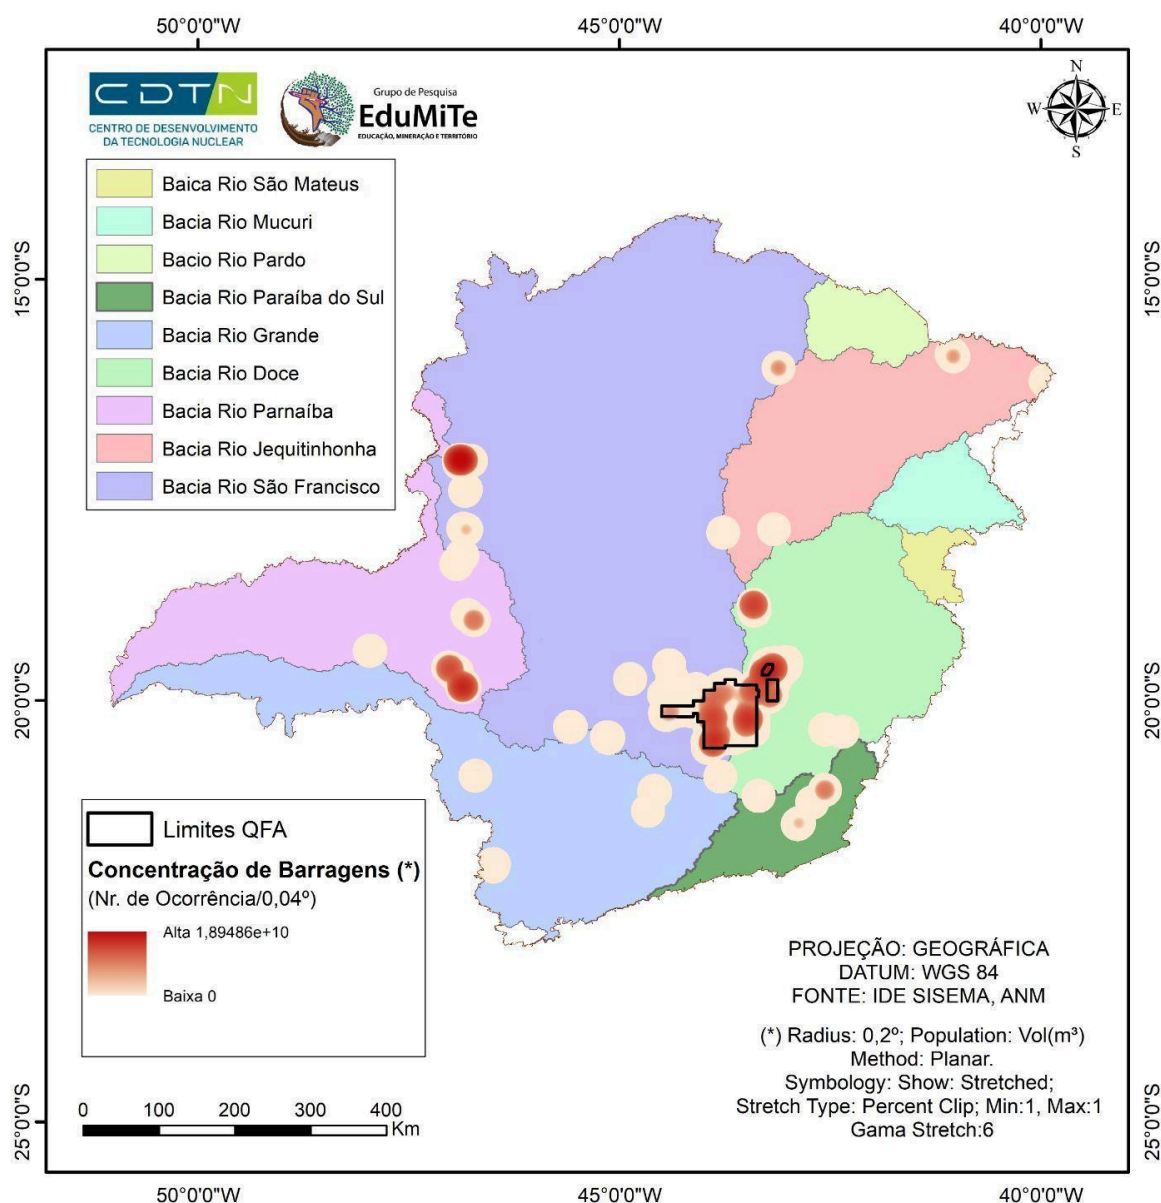 50°0'0"W 45°0'0"W 40°0'0"W
CDTN
CENTRO DE DESENVOLVIMENTO
DA TECNOLOGIA NUCLEAR
Grupo de Pesquisa
EduMiTe
EDUCAÇÃO, MINERAÇÃO E TERRITÓRIO
N
W E
S
Baica Rio São Mateus
Bacia Rio Mucuri
Bacio Rio Pardo
Bacia Rio Paraíba do Sul
Bacia Rio Grande
Bacia Rio Doce
Bacia Rio Parnaíba
Bacia Rio Jequitinhonha
Bacia Rio São Francisco
15°0'0"S 15°0'0"S
20°0'0"S 20°0'0"S
Limites QFA
Concentração de Barragens (*)
(Nr. de Ocorrência/0,04º)
Alta 1,89486e+10
Baixa 0
PROJEÇÃO: GEOGRÁFICA
DATUM: WGS 84
FONTE: IDE SISEMA, ANM
(*) Radius: 0,2º; Population: Vol(m³)
Method: Planar.
Symbology: Show: Stretched;
Stretch Type: Percent Clip; Min:1, Max:1
Gama Stretch:6
0 100 200 300 400
Km
25°0'0"S 25°0'0"S
50°0'0"W 45°0'0"W 40°0'0"W